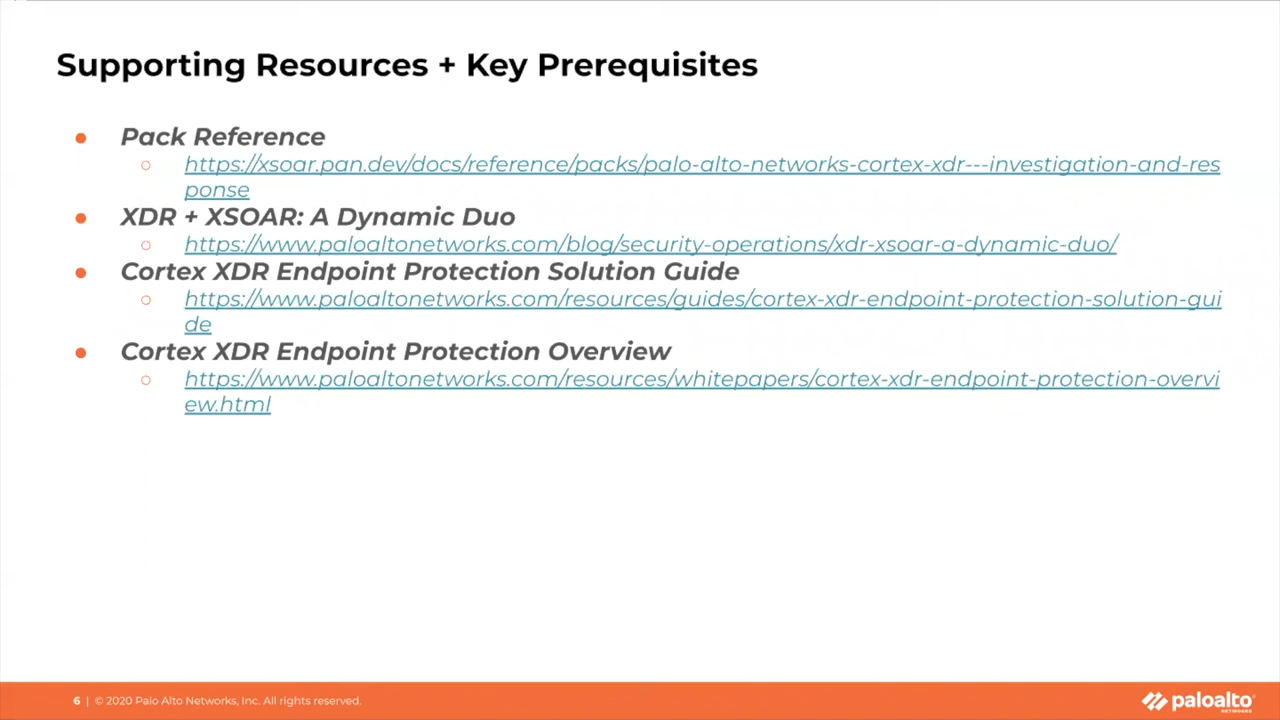 Supporting Resources + Key Prerequisites
● Pack Reference
○ https://xsoar.pan.dev/docs/reference/packs/palo-alto-networks-cortex-xdr---investigation-and-res
ponse
● XDR + XSOAR: A Dynamic Duo
○ https://www.paloaltonetworks.com/blog/security-operations/xdr-xsoar-a-dynamic-duo/
● Cortex XDR Endpoint Protection Solution Guide
○ https://www.paloaltonetworks.com/resources/guides/cortex-xdr-endpoint-protection-solution-gui
de
● Cortex XDR Endpoint Protection Overview
○ https://www.paloaltonetworks.com/resources/whitepapers/cortex-xdr-endpoint-protection-overvi
ew.html
6 | © 2020 Palo Alto Networks, Inc. All rights reserved.
paloalto
NETWORKS